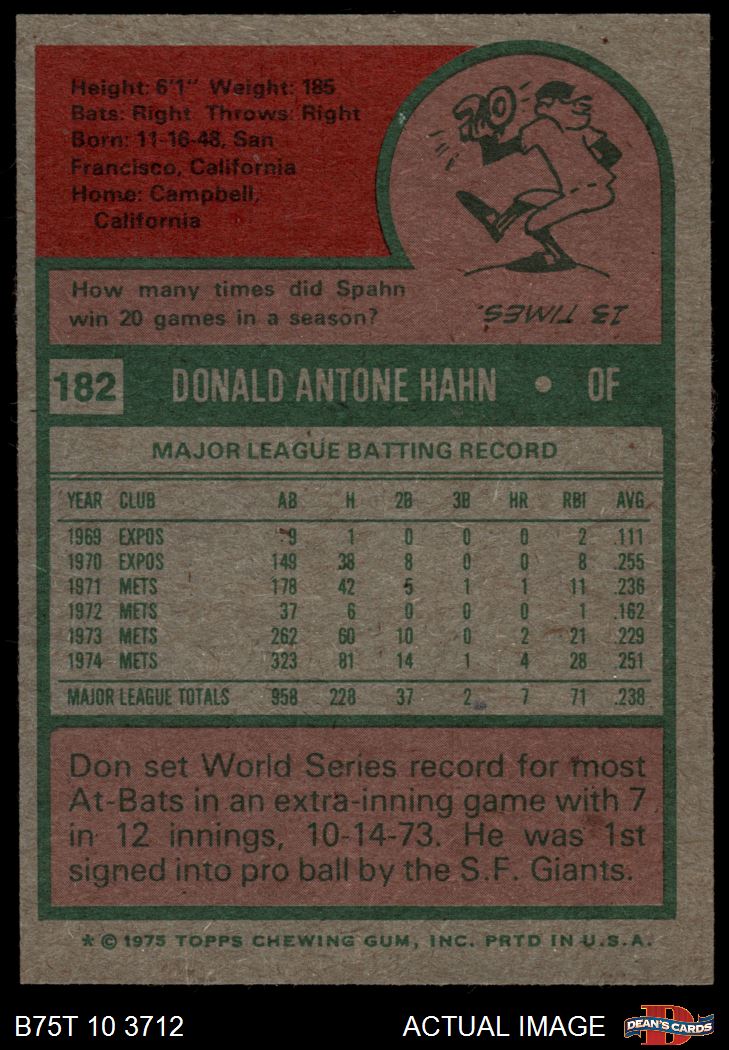 Height: 6'1" Weight: 185
Bats: Right Throws: Right
Born: 11-16-48, San
Francisco, California
Home: Campbell,
California
20
How many times did Spahn
win 20 games in a season?
13 TIMES.
182 DONALD ANTONE HAHN • OF
MAJOR LEAGUE BATTING RECORD
YEAR CLUB AB H 2B 3B HR RBI AVG
1969 EXPOS 9 1 0 0 0 2 .111
1970 EXPOS 149 38 8 0 0 8 .255
1971 METS 178 42 5 1 1 11 .236
1972 METS 37 6 0 0 0 1 .162
1973 METS 262 60 10 0 2 21 .229
1974 METS 323 81 14 1 4 28 .251
MAJOR LEAGUE TOTALS 958 228 37 2 7 71 .238
Don set World Series record for most
At-Bats in an extra-inning game with 7
in 12 innings, 10-14-73. He was 1st
signed into pro ball by the S.F. Giants.
* © 1975 TOPPS CHEWING GUM, INC. PRTD IN U.S.A.
B75T 10 3712 ACTUAL IMAGE
D
DEAN'S CARDS